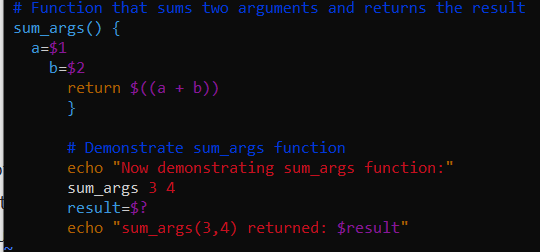 # Function that sums two arguments and returns the result
sum_args() {
a=$1
b=$2
return $((a + b))
}
# Demonstrate sum_args function
echo "Now demonstrating sum_args function:"
sum_args 3 4
result=$?
echo "sum_args(3,4) returned: $result"
~